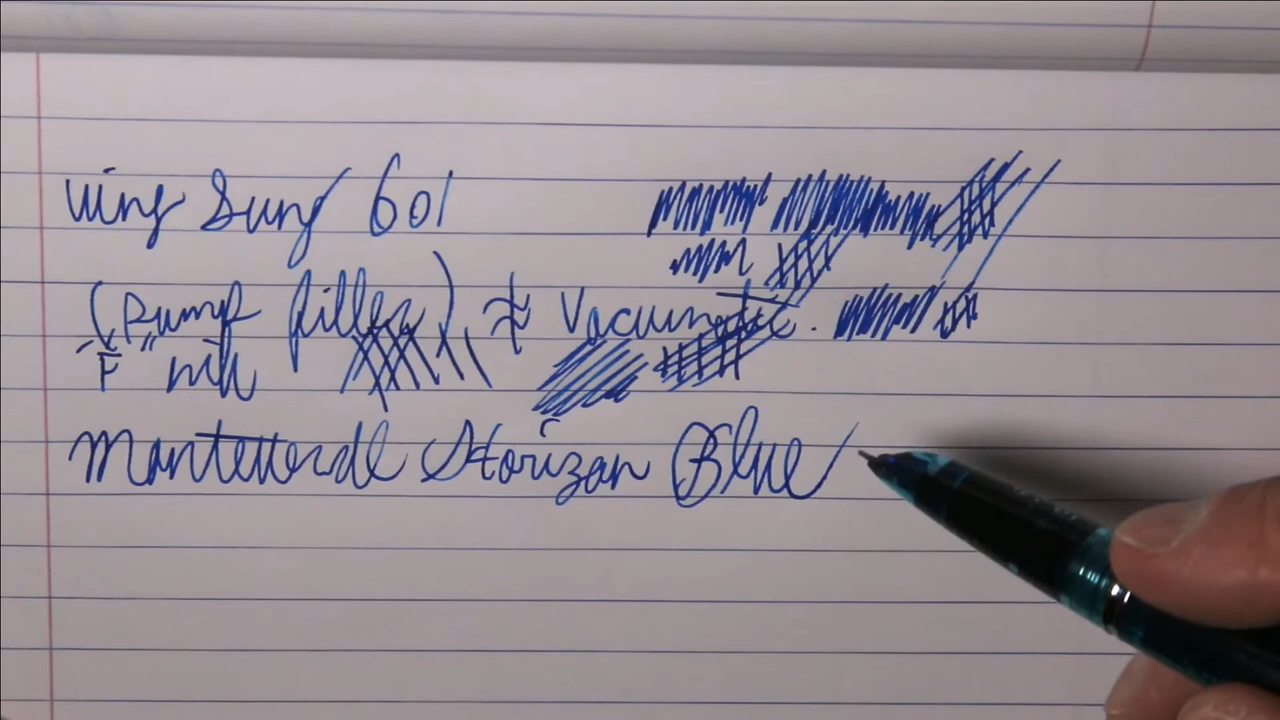 Wing Sung 601
(Pump filler) ≈ Vacumatic.
"F" nib
Monteverde Horizon Blue